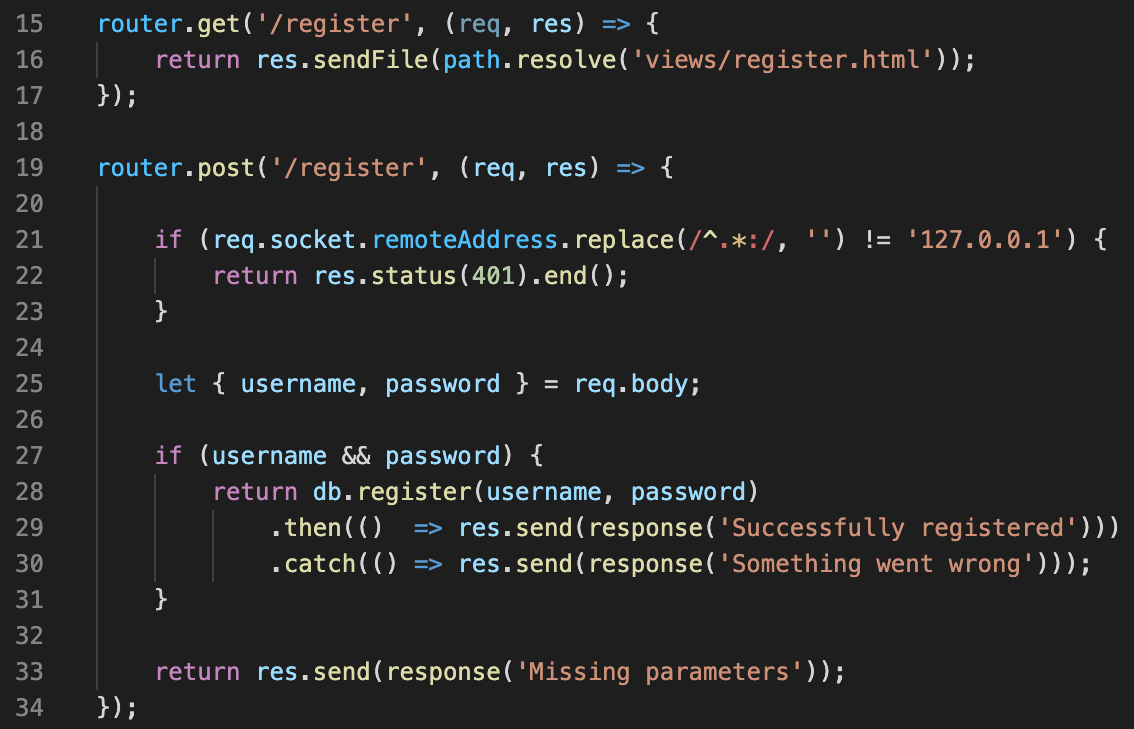 15 router.get('/register', (req, res) => {
16     return res.sendFile(path.resolve('views/register.html'));
17 });
18
19 router.post('/register', (req, res) => {
20
21     if (req.socket.remoteAddress.replace(/^.*:/, '') != '127.0.0.1') {
22         return res.status(401).end();
23     }
24
25     let { username, password } = req.body;
26
27     if (username && password) {
28         return db.register(username, password)
29             .then(()  => res.send(response('Successfully registered')))
30             .catch(() => res.send(response('Something went wrong')));
31     }
32
33     return res.send(response('Missing parameters'));
34 });